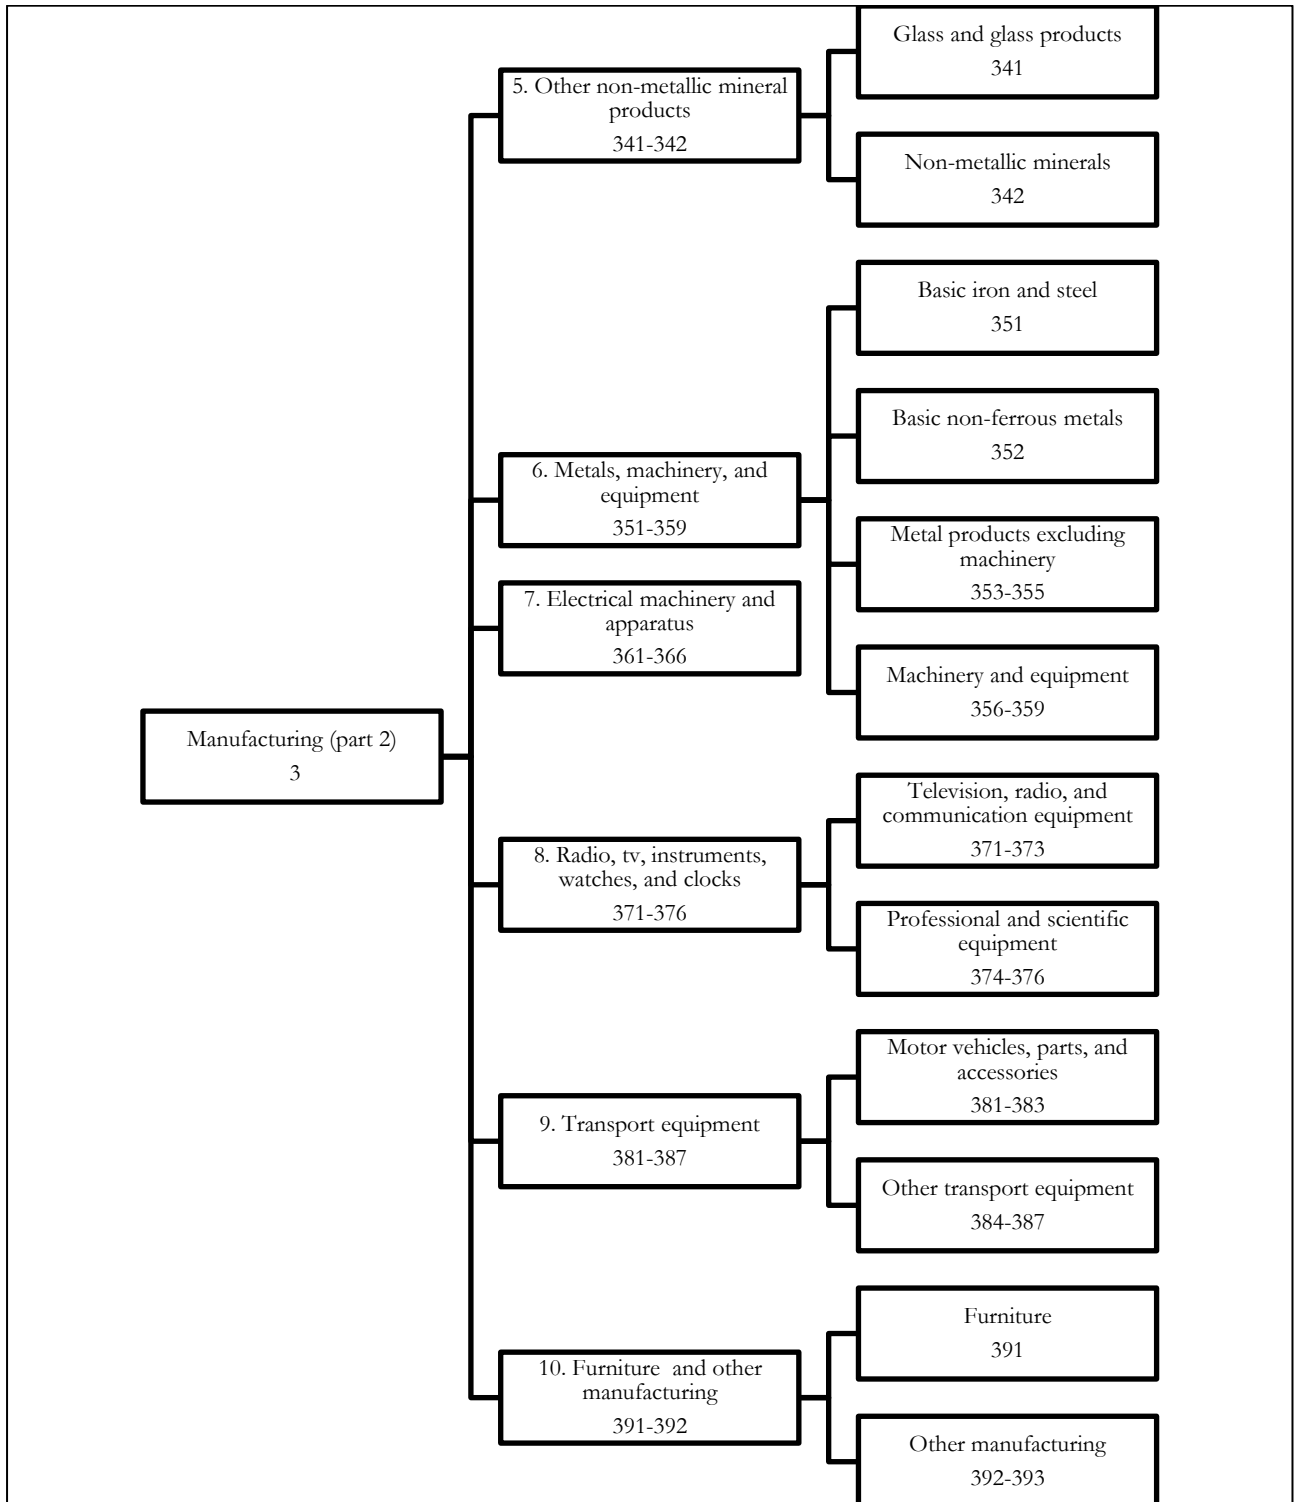 Manufacturing (part 2)
3
5. Other non-metallic mineral
products
341-342
Glass and glass products
341
Non-metallic minerals
342
6. Metals, machinery, and
equipment
351-359
Basic iron and steel
351
Basic non-ferrous metals
352
Metal products excluding
machinery
353-355
Machinery and equipment
356-359
7. Electrical machinery and
apparatus
361-366
8. Radio, tv, instruments,
watches, and clocks
371-376
Television, radio, and
communication equipment
371-373
Professional and scientific
equipment
374-376
9. Transport equipment
381-387
Motor vehicles, parts, and
accessories
381-383
Other transport equipment
384-387
10. Furniture  and other
manufacturing
391-392
Furniture
391
Other manufacturing
392-393